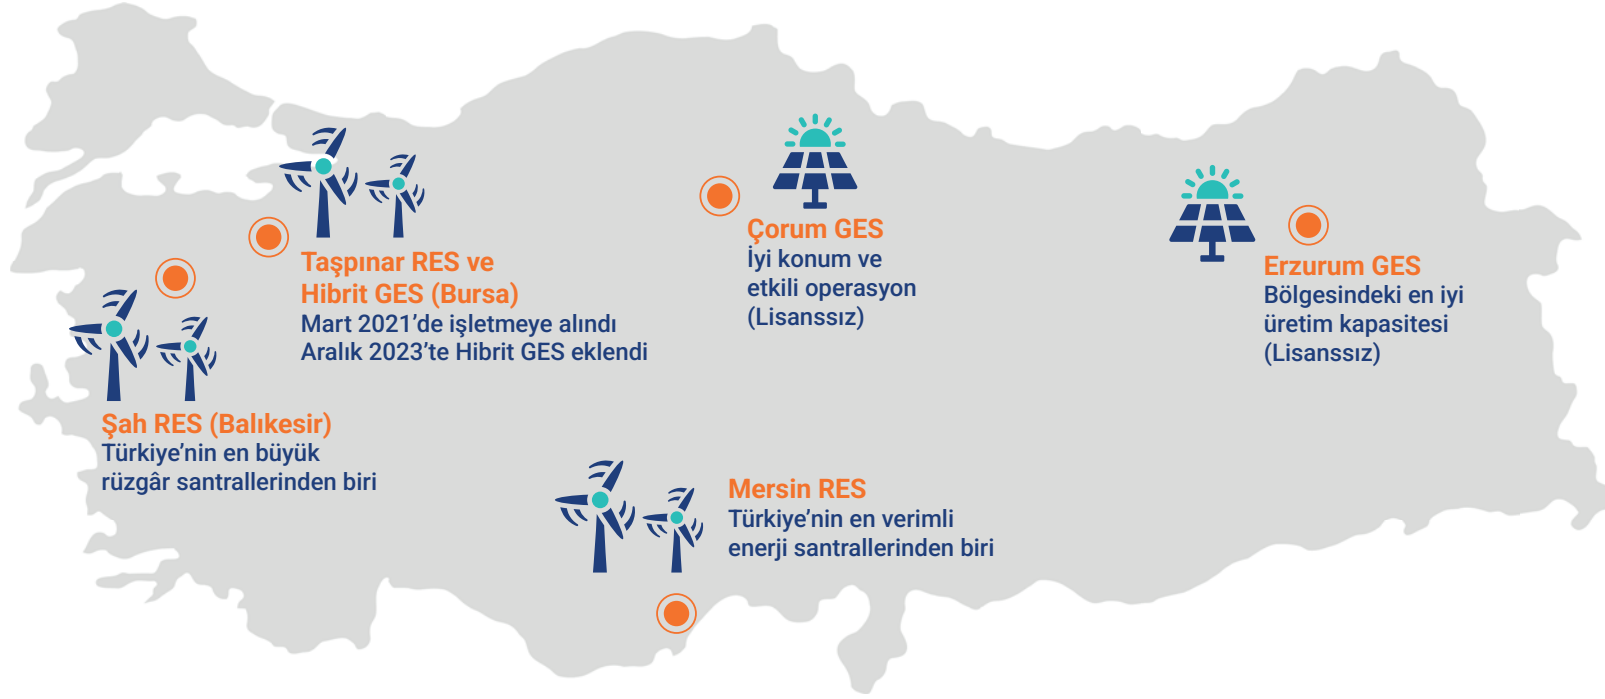 Taşpınar RES ve
Hibrit GES (Bursa)
Mart 2021’de işletmeye alındı
Aralık 2023’te Hibrit GES eklendi
Çorum GES
İyi konum ve
etkili operasyon
(Lisanssız)
Erzurum GES
Bölgesindeki en iyi
üretim kapasitesi
(Lisanssız)
Şah RES (Balıkesir)
Türkiye’nin en büyük
rüzgâr santrallerinden biri
Mersin RES
Türkiye’nin en verimli
enerji santrallerinden biri